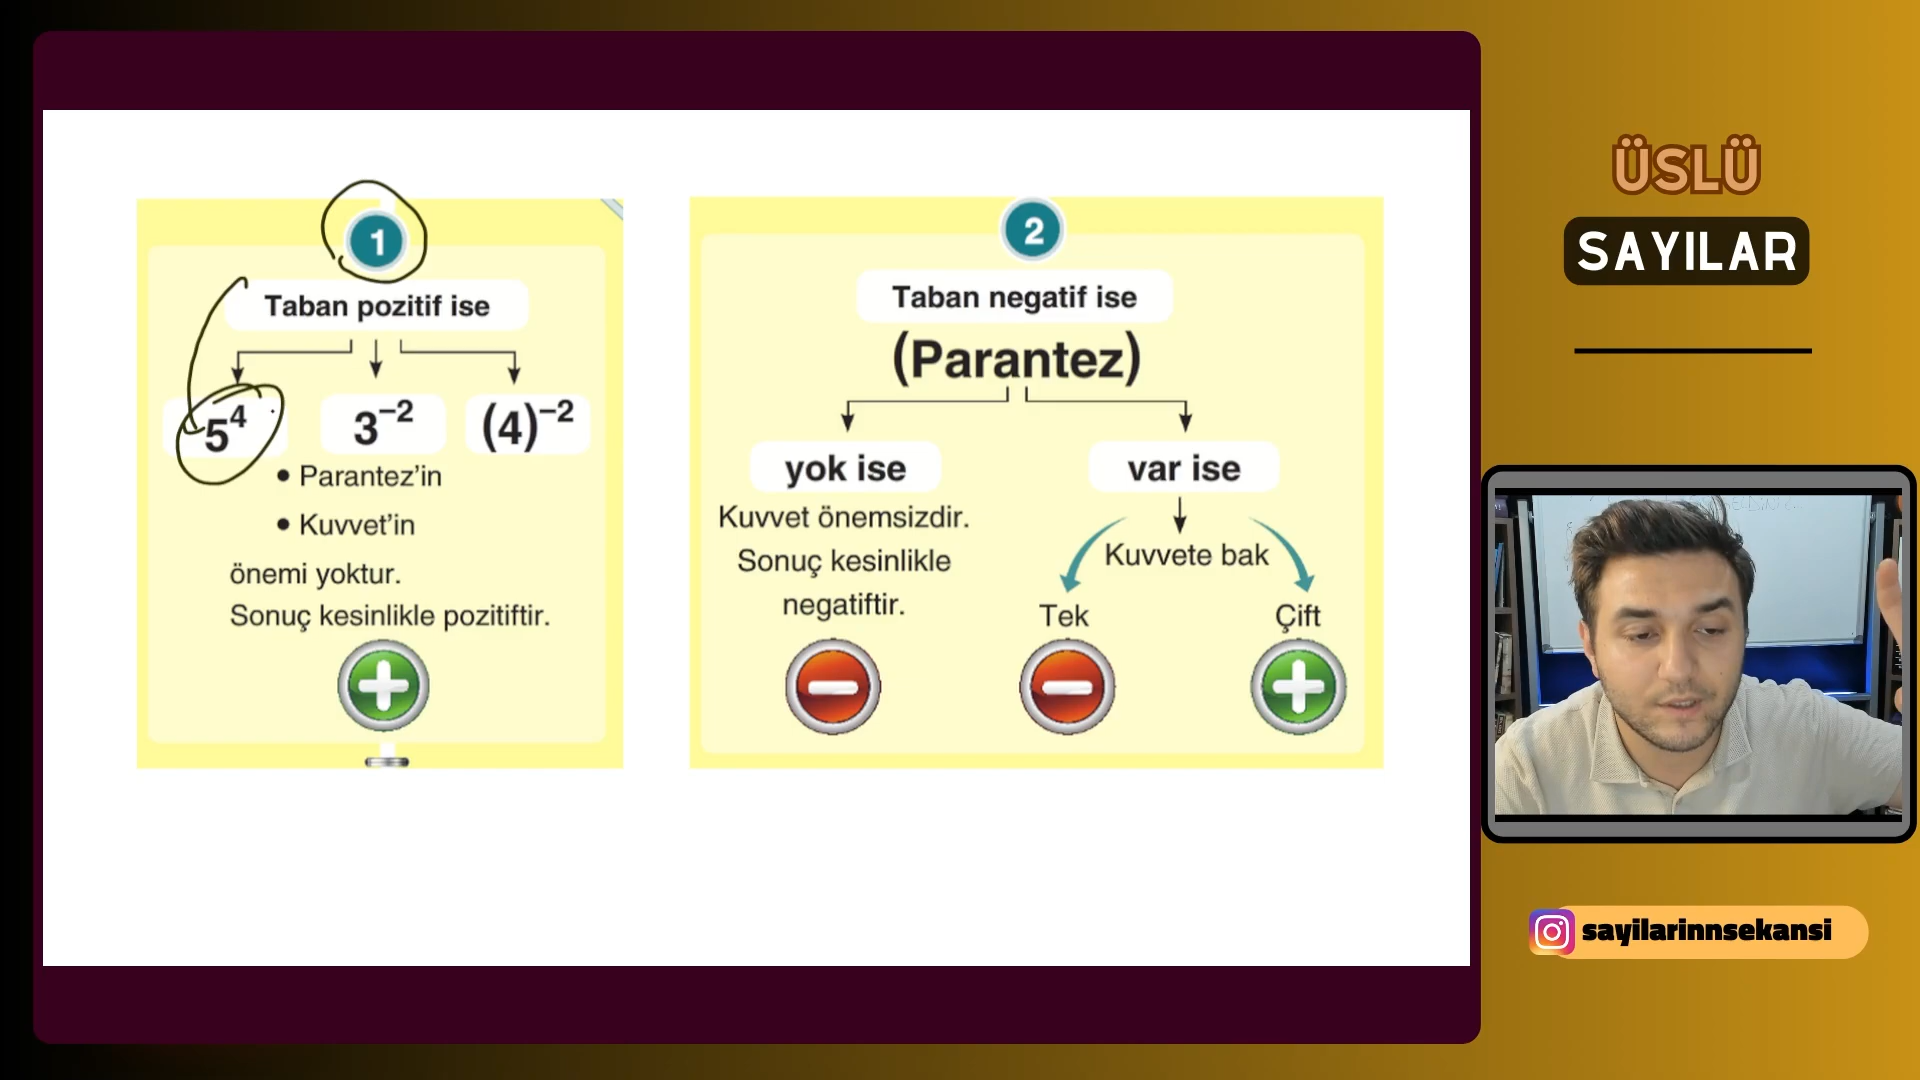 1
Taban pozitif ise
5⁴
3⁻²
(4)⁻²
• Parantez'in
• Kuvvet'in
önemi yoktur.
Sonuç kesinlikle pozitiftir.
2
Taban negatif ise
(Parantez)
yok ise
Kuvvet önemsizdir.
Sonuç kesinlikle
negatiftir.
var ise
Kuvvete bak
Tek
Çift
ÜSLÜ
SAYILAR
sayilarinnsekansi